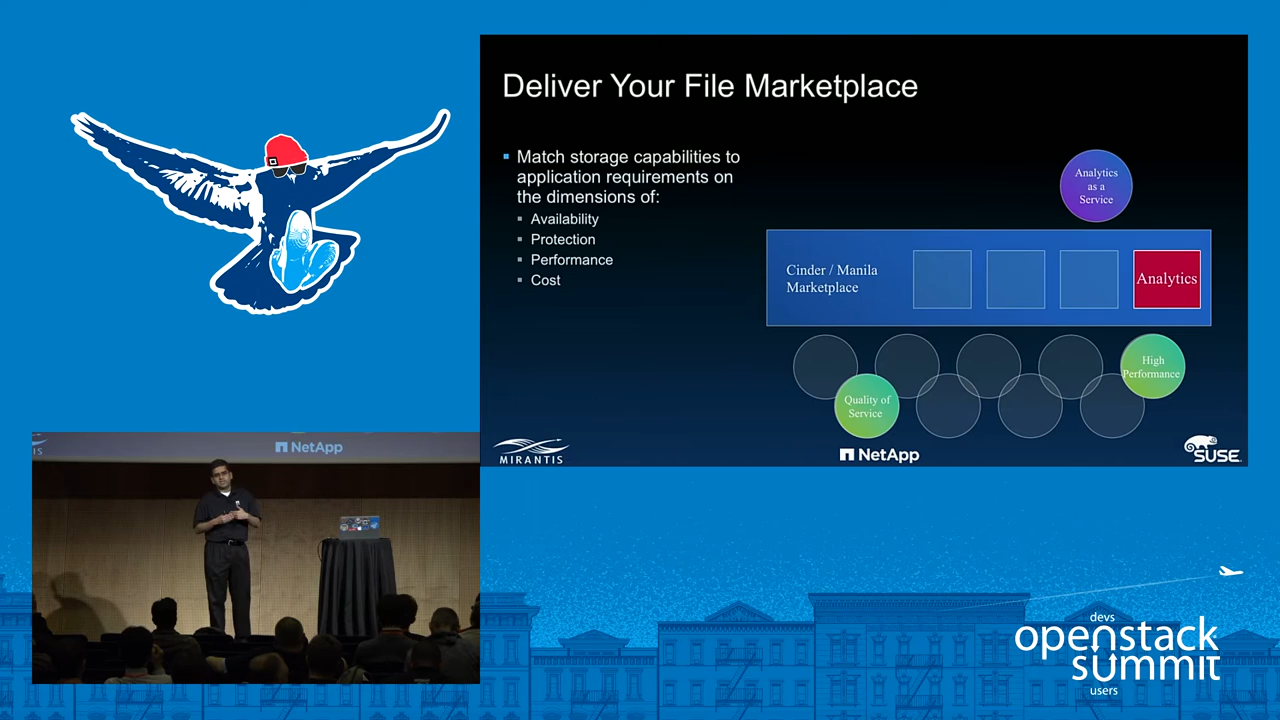 Deliver Your File Marketplace
Match storage capabilities to
application requirements on
the dimensions of:
Availability
Protection
Performance
Cost
Analytics
as a
Service
Cinder / Manila
Marketplace
Analytics
High
Performance
Quality of
Service
MIRANTIS
NetApp
SUSE
NetApp
devs
openstack
summit
users